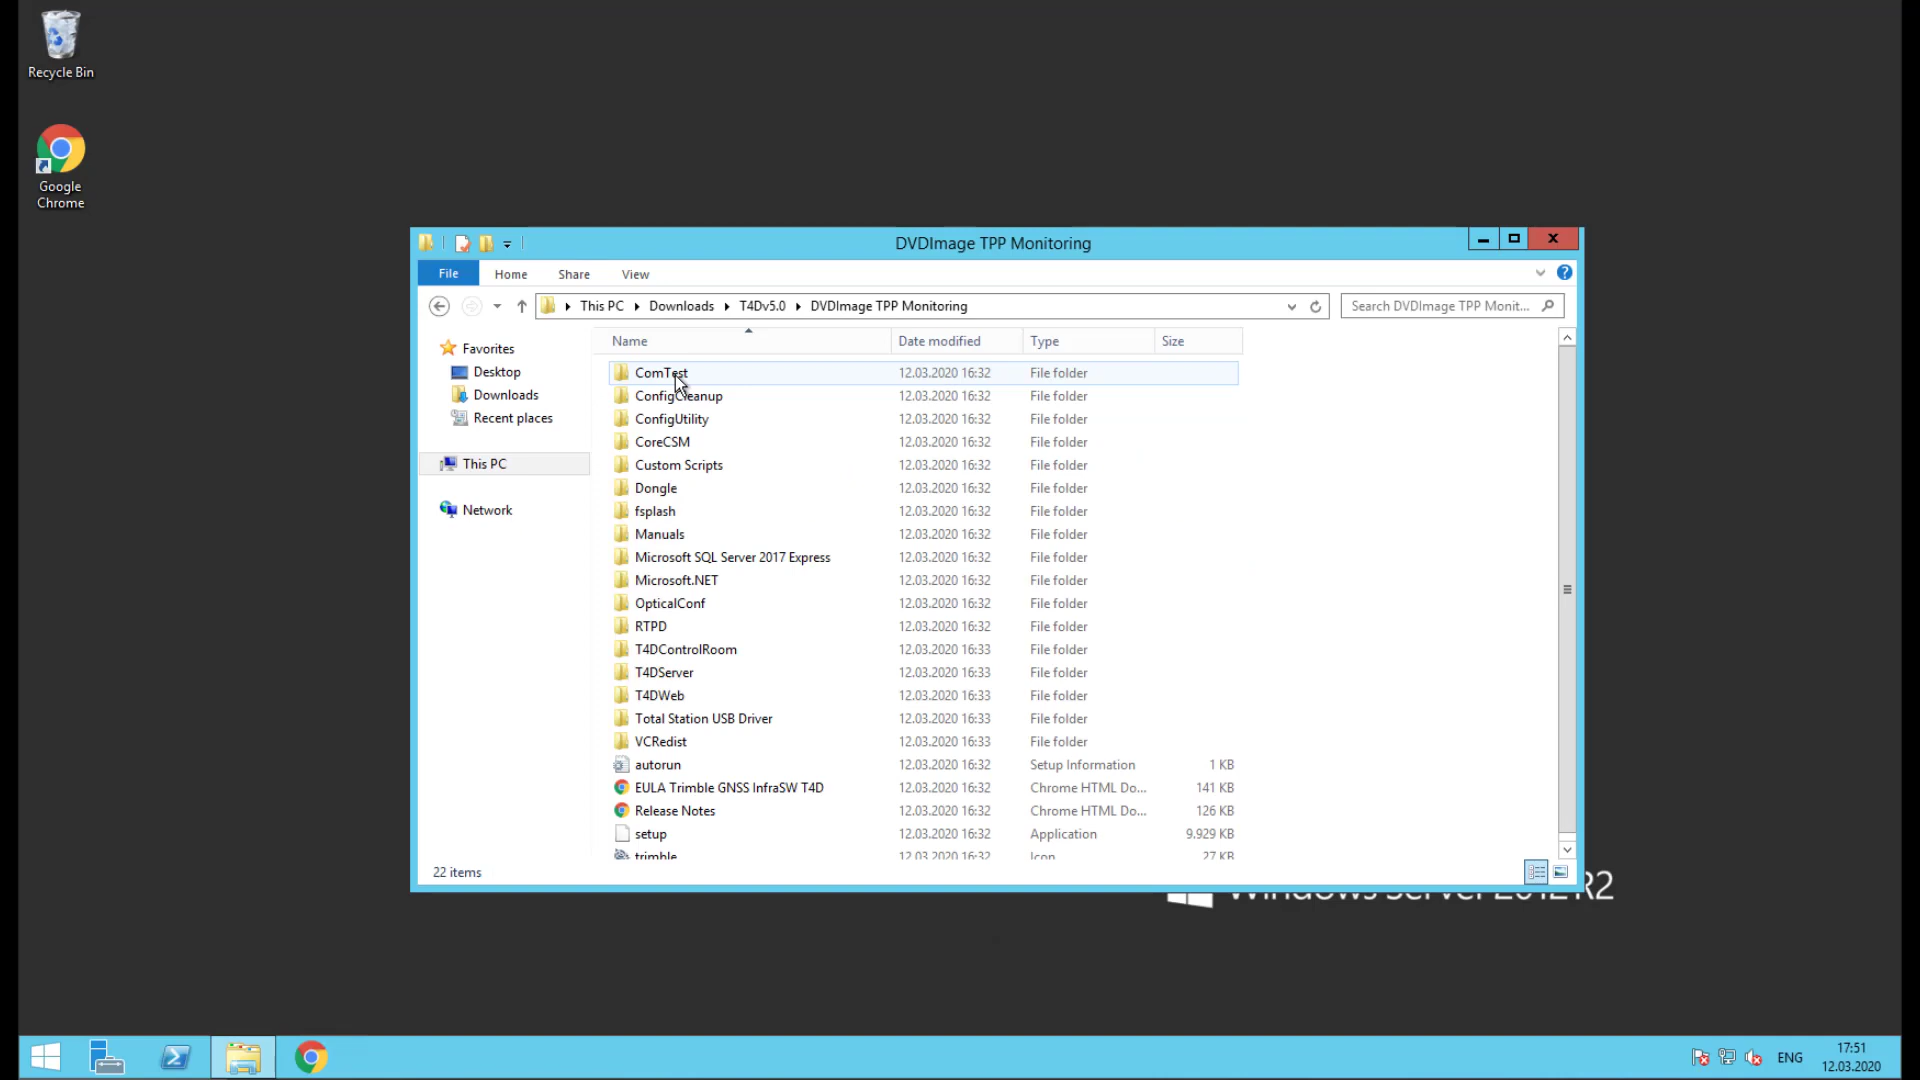 Recycle Bin
Google
Chrome
DVDImage TPP Monitoring
File Home Share View
This PC Downloads T4Dv5.0 DVDImage TPP Monitoring
Search DVDImage TPP Monit...
Favorites
Desktop
Downloads
Recent places
This PC
Network
Name Date modified Type Size
ComTest 12.03.2020 16:32 File folder
ConfigCleanup 12.03.2020 16:32 File folder
ConfigUtility 12.03.2020 16:32 File folder
CoreCSM 12.03.2020 16:32 File folder
Custom Scripts 12.03.2020 16:32 File folder
Dongle 12.03.2020 16:32 File folder
fsplash 12.03.2020 16:32 File folder
Manuals 12.03.2020 16:32 File folder
Microsoft SQL Server 2017 Express 12.03.2020 16:32 File folder
Microsoft.NET 12.03.2020 16:32 File folder
OpticalConf 12.03.2020 16:32 File folder
RTPD 12.03.2020 16:32 File folder
T4DControlRoom 12.03.2020 16:33 File folder
T4DServer 12.03.2020 16:33 File folder
T4DWeb 12.03.2020 16:33 File folder
Total Station USB Driver 12.03.2020 16:33 File folder
VCRedist 12.03.2020 16:33 File folder
autorun 12.03.2020 16:32 Setup Information 1 KB
EULA Trimble GNSS InfraSW T4D 12.03.2020 16:32 Chrome HTML Do... 141 KB
Release Notes 12.03.2020 16:32 Chrome HTML Do... 126 KB
setup 12.03.2020 16:32 Application 9.929 KB
trimble 12.03.2020 16:32 Icon 27 KB
22 items
Windows Server 2012 R2
ENG
17:51
12.03.2020